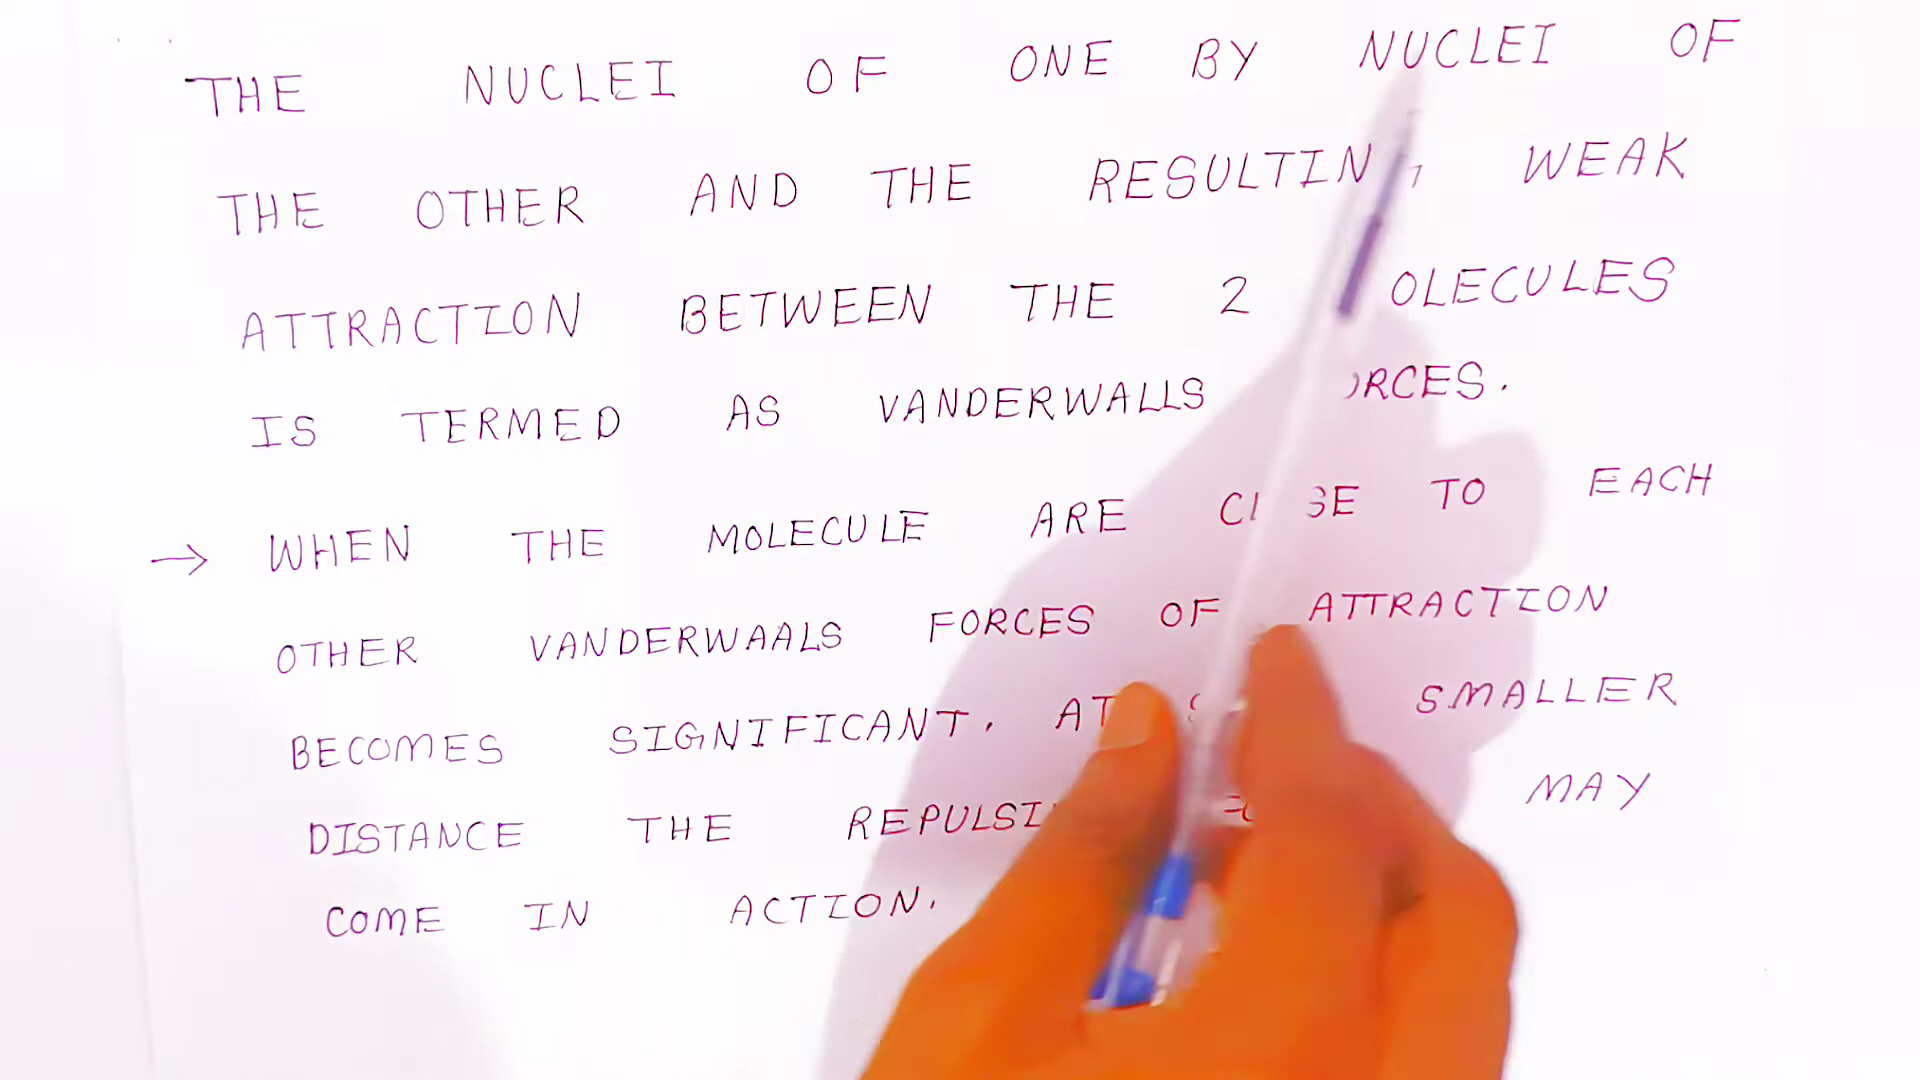 THE NUCLEI OF ONE BY NUCLEI OF
THE OTHER AND THE WEAK
ATTRACTION BETWEEN THE 2
IS TERMED AS VANDERWALLS
→ WHEN THE MOLECULE ARE TO EACH
OTHER VANDERWAALS FORCES OF ATTRACTION
BECOMES SIGNIFICANT. AT SMALLER
DISTANCE THE MAY
COME IN ACTION.